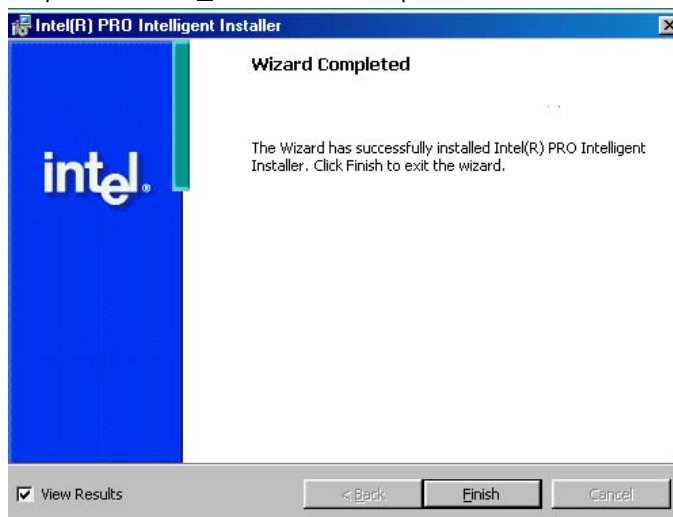 Intel(R) PRO Intelligent Installer
Wizard Completed
The Wizard has successfully installed Intel(R) PRO Intelligent
Installer. Click Finish to exit the wizard.
intel®
View Results
< Back
Finish
Cancel